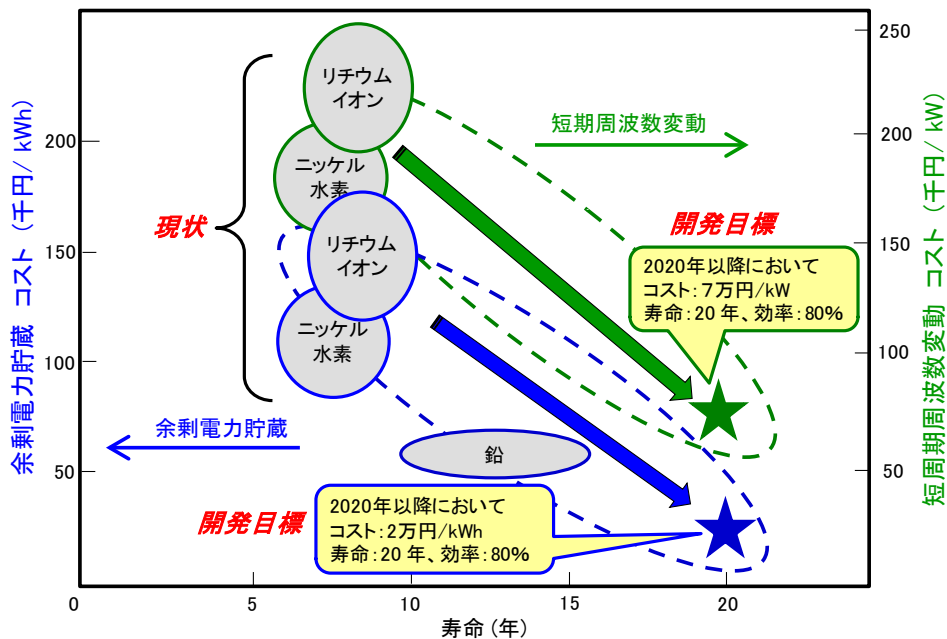 余剰電力貯蔵 コスト (千円/ kWh)
200
150
100
50
0
5
10
15
20
寿命 (年)
250
200
150
100
50
短周期周波数変動 コスト (千円/ kW)
現状
リチウム
イオン
ニッケル
水素
リチウム
イオン
ニッケル
水素
鉛
短期周波数変動
余剰電力貯蔵
開発目標
2020年以降において
コスト:7万円/kW
寿命:20 年、効率:80%
開発目標
2020年以降において
コスト:2万円/kWh
寿命:20 年、効率:80%